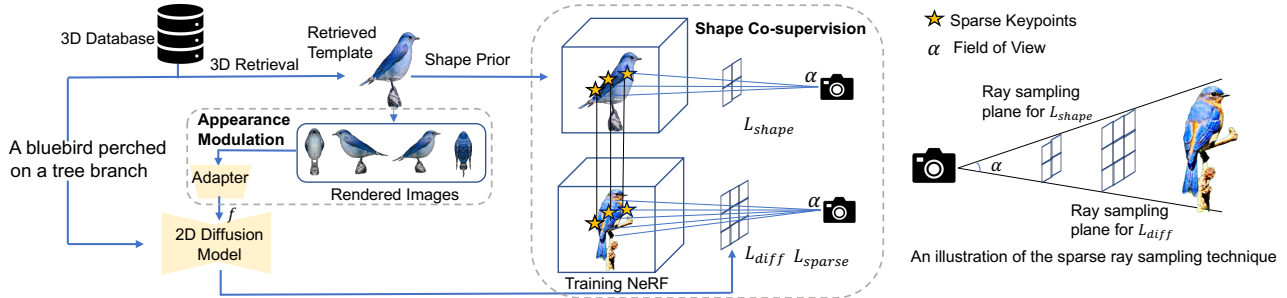 3D Database
3D Retrieval
Retrieved
Template
Shape Prior
Appearance
Modulation
Rendered Images
Adapter
f
A bluebird perched
on a tree branch
2D Diffusion
Model
Shape Co-supervision
α
L_shape
α
L_diff L_sparse
Training NeRF
Sparse Keypoints
α Field of View
Ray sampling
plane for L_shape
α
Ray sampling
plane for L_diff
An illustration of the sparse ray sampling technique